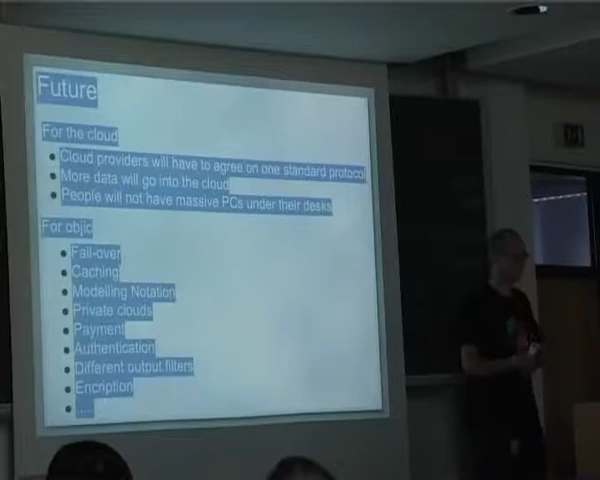 Future
For the cloud
Cloud providers will have to agree on one standard protocol
More data will go into the cloud
People will not have massive PCs under their desks
For objic
Fail-over
Caching
Modelling Notation
Private clouds
Payment
Authentication
Different output filters
Encription
....